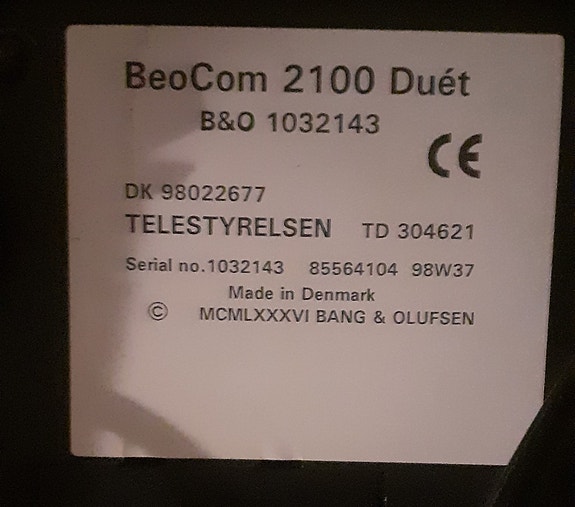 BeoCom 2100 Duét
B&O 1032143
CE
DK 98022677
TELESTYRELSEN TD 304621
Serial no.1032143 85564104 98W37
Made in Denmark
© MCMLXXXVI BANG & OLUFSEN